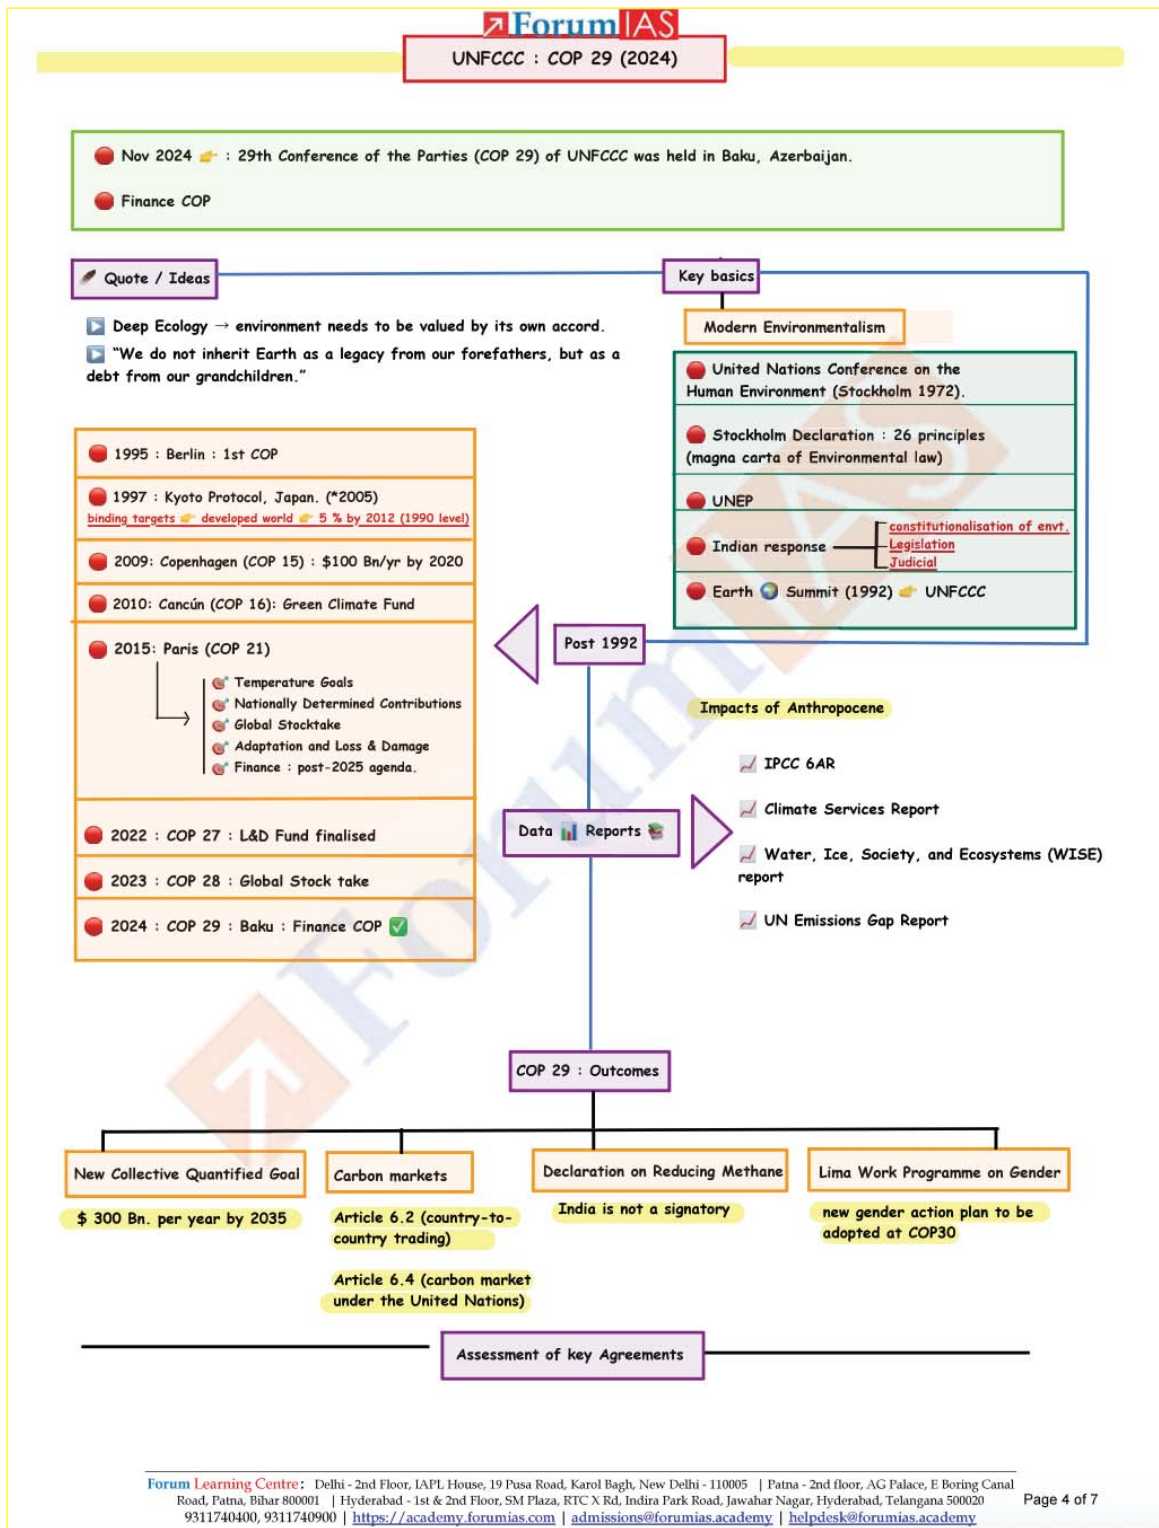 ForumIAS
UNFCCC : COP 29 (2024)
Nov 2024 👉 : 29th Conference of the Parties (COP 29) of UNFCCC was held in Baku, Azerbaijan.
Finance COP
Quote / Ideas
Deep Ecology → environment needs to be valued by its own accord.
"We do not inherit Earth as a legacy from our forefathers, but as a
debt from our grandchildren."
Key basics
Modern Environmentalism
United Nations Conference on the
Human Environment (Stockholm 1972).
Stockholm Declaration : 26 principles
(magna carta of Environmental law)
UNEP
Indian response
constitutionalisation of envt.
Legislation
Judicial
Earth 🌍 Summit (1992) 👉 UNFCCC
Post 1992
1995 : Berlin : 1st COP
1997 : Kyoto Protocol, Japan. (*2005)
binding targets 👉 developed world 👉 5 % by 2012 (1990 level)
2009: Copenhagen (COP 15) : $100 Bn/yr by 2020
2010: Cancún (COP 16): Green Climate Fund
2015: Paris (COP 21)
Temperature Goals
Nationally Determined Contributions
Global Stocktake
Adaptation and Loss & Damage
Finance : post-2025 agenda.
2022 : COP 27 : L&D Fund finalised
2023 : COP 28 : Global Stock take
2024 : COP 29 : Baku : Finance COP ✅
Impacts of Anthropocene
Data 📊 Reports 📚
IPCC 6AR
Climate Services Report
Water, Ice, Society, and Ecosystems (WISE)
report
UN Emissions Gap Report
ForumIAS
COP 29 : Outcomes
New Collective Quantified Goal
$ 300 Bn. per year by 2035
Carbon markets
Article 6.2 (country-to-
country trading)
Article 6.4 (carbon market
under the United Nations)
Declaration on Reducing Methane
India is not a signatory
Lima Work Programme on Gender
new gender action plan to be
adopted at COP30
Assessment of key Agreements
Forum Learning Centre: Delhi - 2nd Floor, IAPL House, 19 Pusa Road, Karol Bagh, New Delhi - 110005 | Patna - 2nd floor, AG Palace, E Boring Canal
Road, Patna, Bihar 800001 | Hyderabad - 1st & 2nd Floor, SM Plaza, RTC X Rd, Indira Park Road, Jawahar Nagar, Hyderabad, Telangana 500020
9311740400, 9311740900 | https://academy.forumias.com | admissions@forumias.academy | helpdesk@forumias.academy
Page 4 of 7